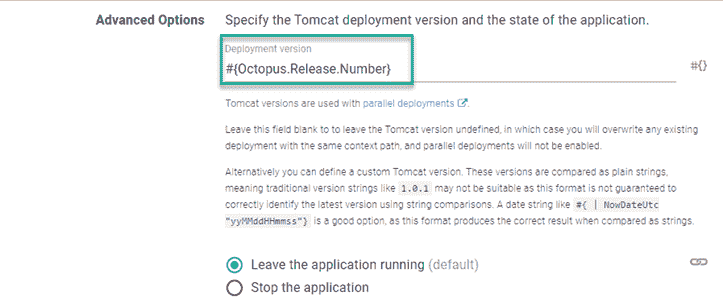 Advanced Options
Specify the Tomcat deployment version and the state of the application.
Deployment version
#{Octopus.Release.Number}
#{}
Tomcat versions are used with parallel deployments.
Leave this field blank to to leave the Tomcat version undefined, in which case you will overwrite any existing
deployment with the same context path, and parallel deployments will not be enabled.
Alternatively you can define a custom Tomcat version. These versions are compared as plain strings,
meaning traditional version strings like 1.0.1 may not be suitable as this format is not guaranteed to
correctly identify the latest version using string comparisons. A date string like #{ | NowDateUtc
"yyMMddHHmmss"} is a good option, as this format produces the correct result when compared as strings.
Leave the application running (default)
Stop the application